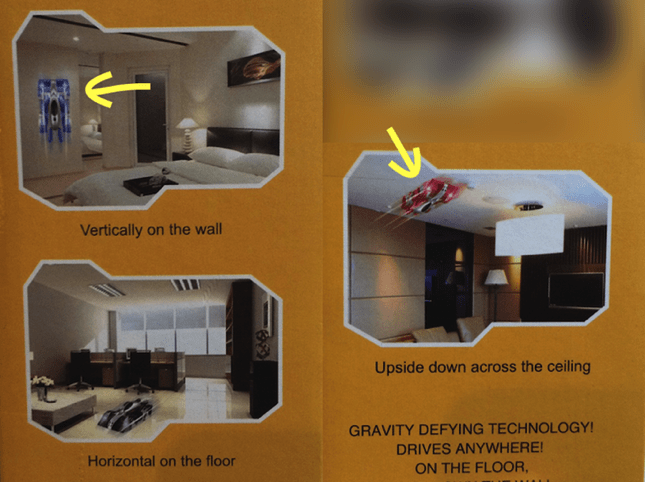 Vertically on the wall
Horizontal on the floor
Upside down across the ceiling
GRAVITY DEFYING TECHNOLOGY!
DRIVES ANYWHERE!
ON THE FLOOR,